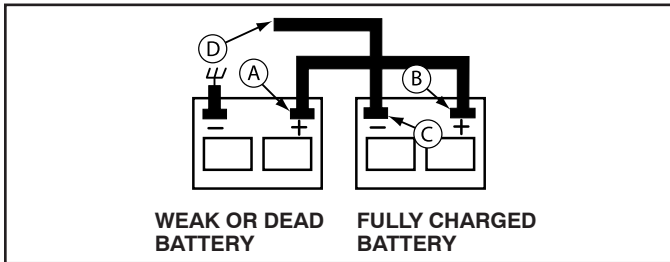 D
A
B
– + – C +
WEAK OR DEAD
BATTERY
FULLY CHARGED
BATTERY